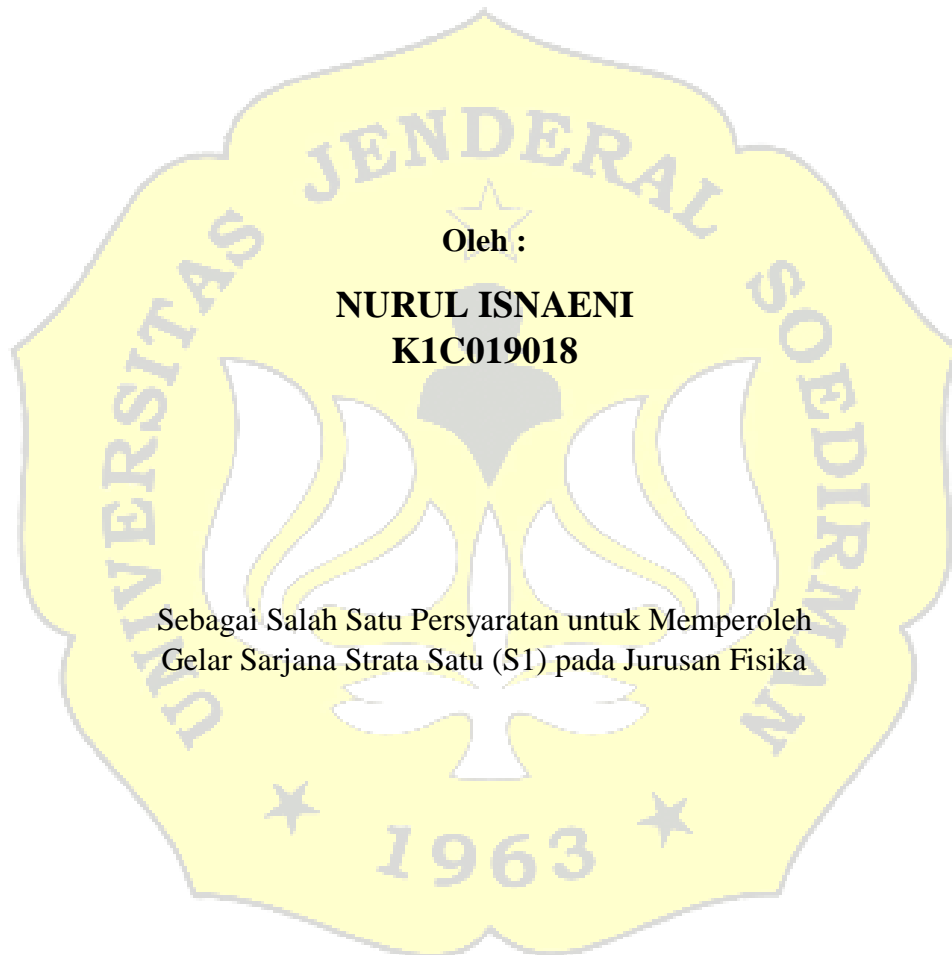 UNIVERSITAS JENDERAL SOEDIRMAN
Oleh :
NURUL ISNAENI
K1C019018
Sebagai Salah Satu Persyaratan untuk Memperoleh
Gelar Sarjana Strata Satu (S1) pada Jurusan Fisika
1963